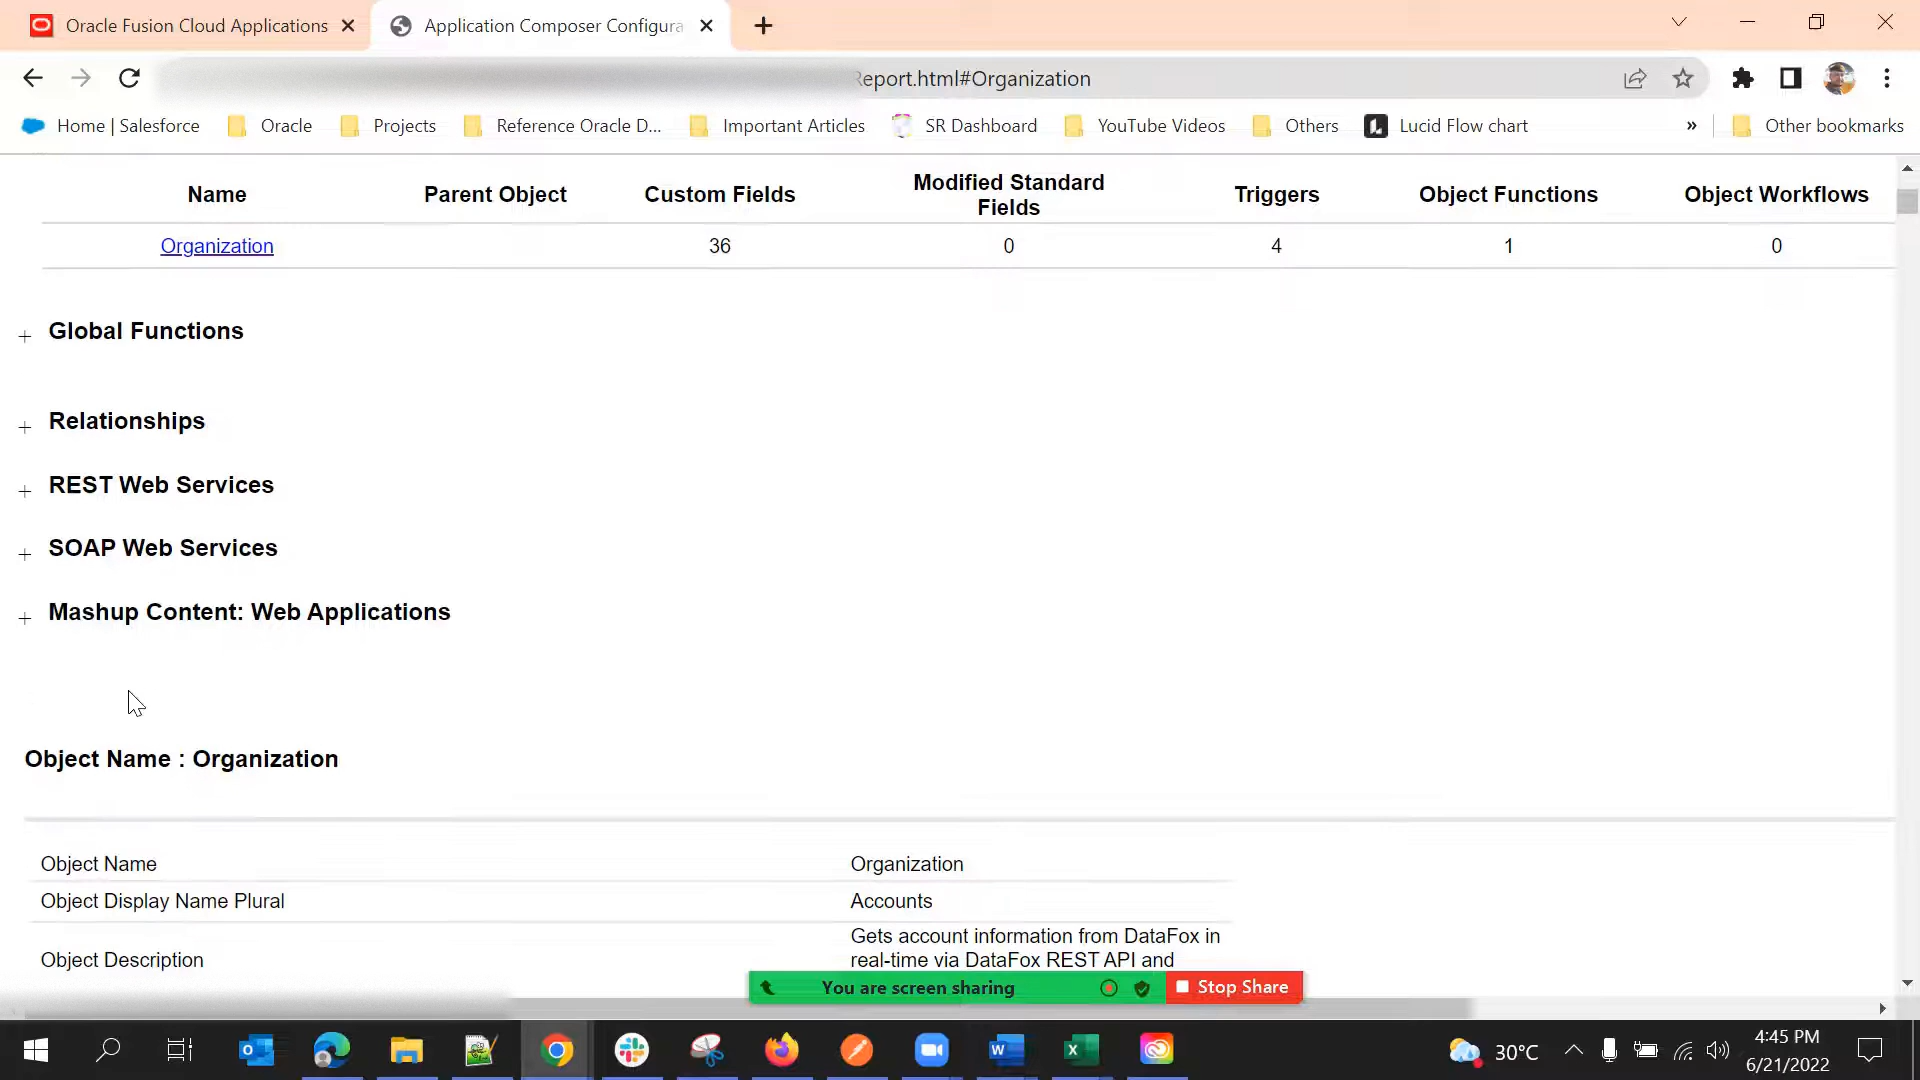 Oracle Fusion Cloud Applications
Application Composer Configura
Report.html#Organization
Home | Salesforce
Oracle
Projects
Reference Oracle D...
Important Articles
SR Dashboard
YouTube Videos
Others
Lucid Flow chart
»
Other bookmarks
Name Parent Object Custom Fields Modified Standard Fields Triggers Object Functions Object Workflows
Organization 36 0 4 1 0
+ Global Functions
+ Relationships
+ REST Web Services
+ SOAP Web Services
+ Mashup Content: Web Applications
Object Name : Organization
Object Name Organization
Object Display Name Plural Accounts
Object Description Gets account information from DataFox in
real-time via DataFox REST API and
You are screen sharing
Stop Share
30°C
4:45 PM
6/21/2022